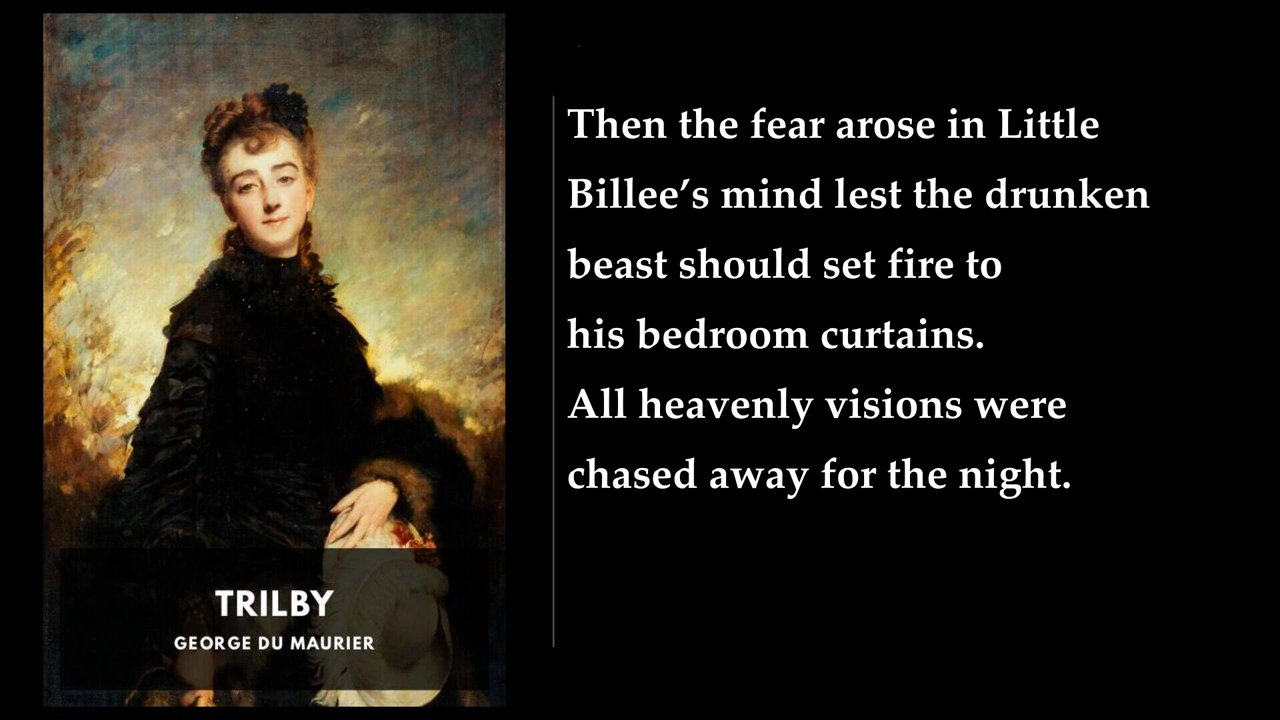 TRILBY
GEORGE DU MAURIER
Then the fear arose in Little
Billee’s mind lest the drunken
beast should set fire to
his bedroom curtains.
All heavenly visions were
chased away for the night.